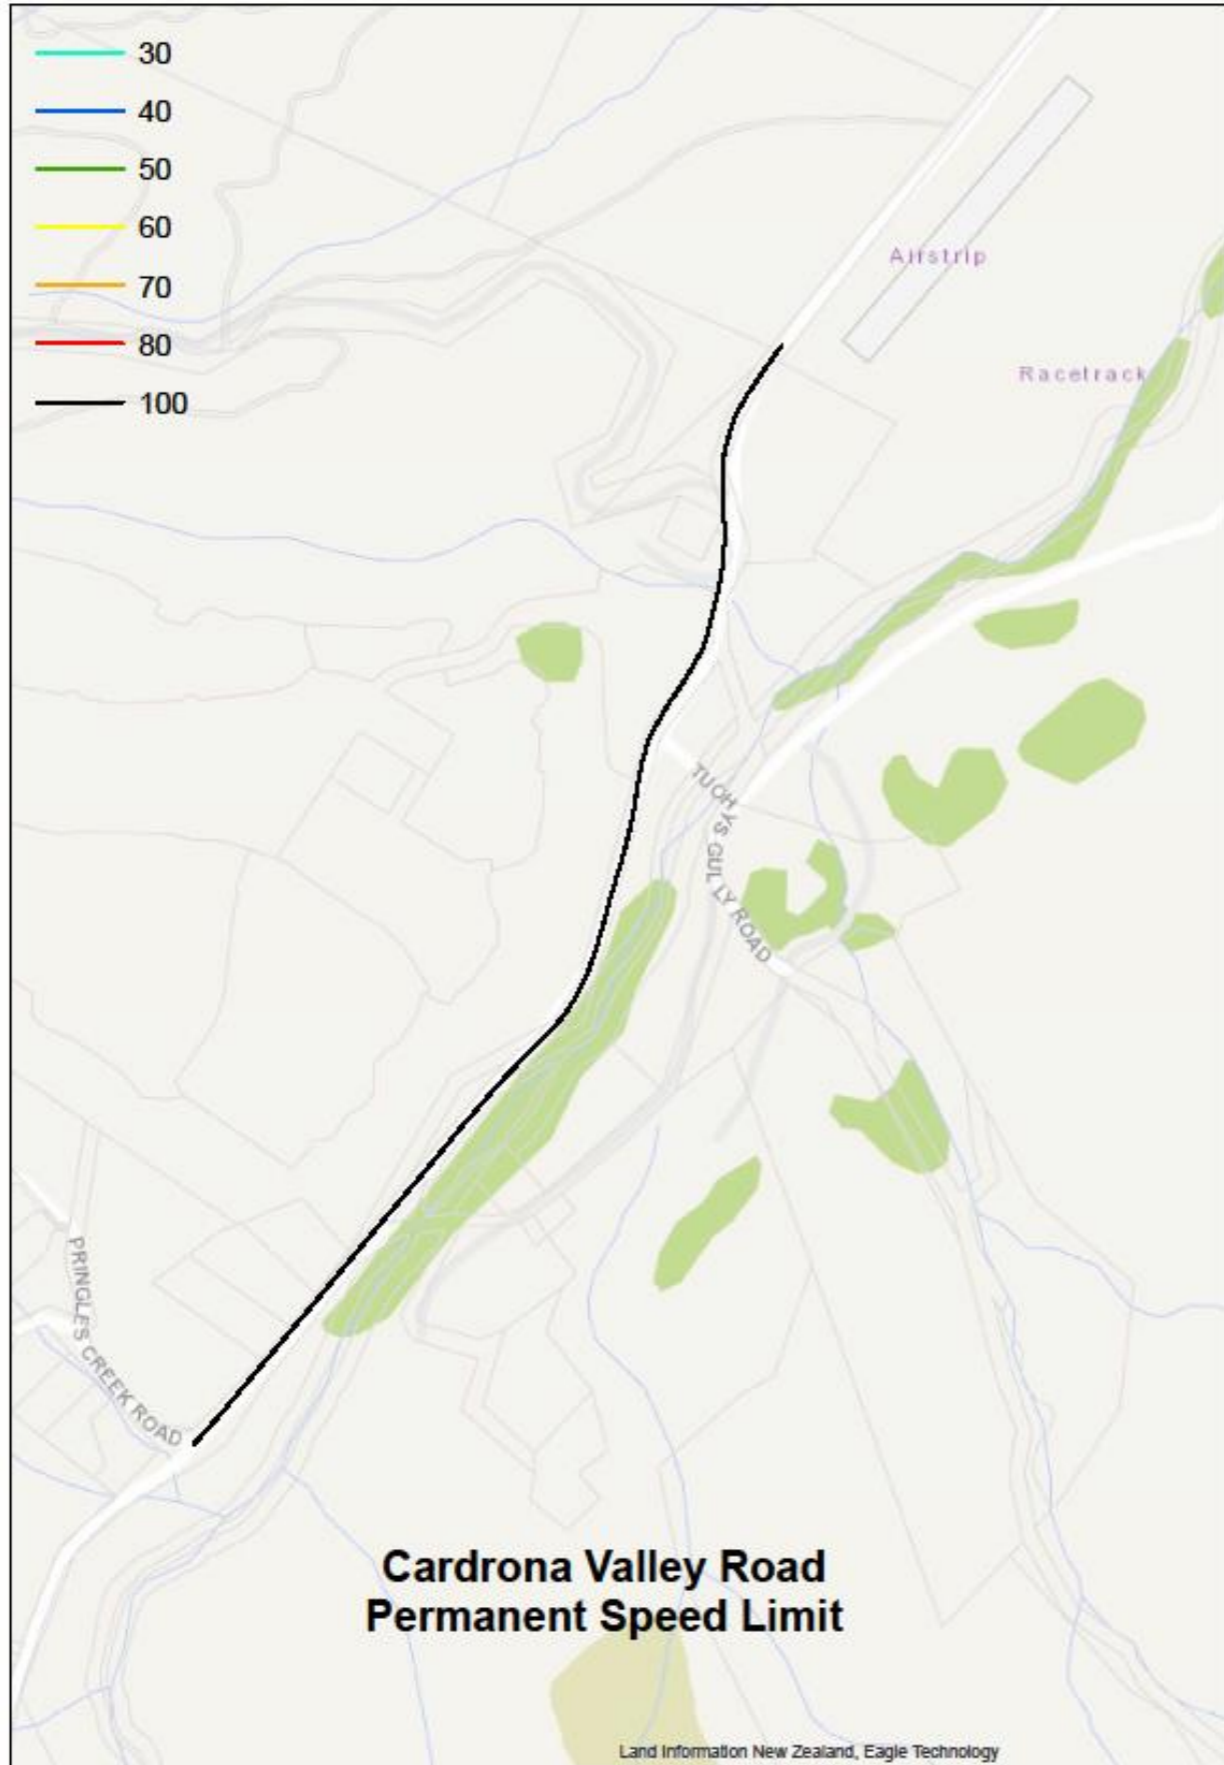 30
40
50
60
70
80
100
Airstrip
Racetrack
TUOHYS GULLY ROAD
PRINGLES CREEK ROAD
Cardrona Valley Road
Permanent Speed Limit
Land Information New Zealand, Eagle Technology